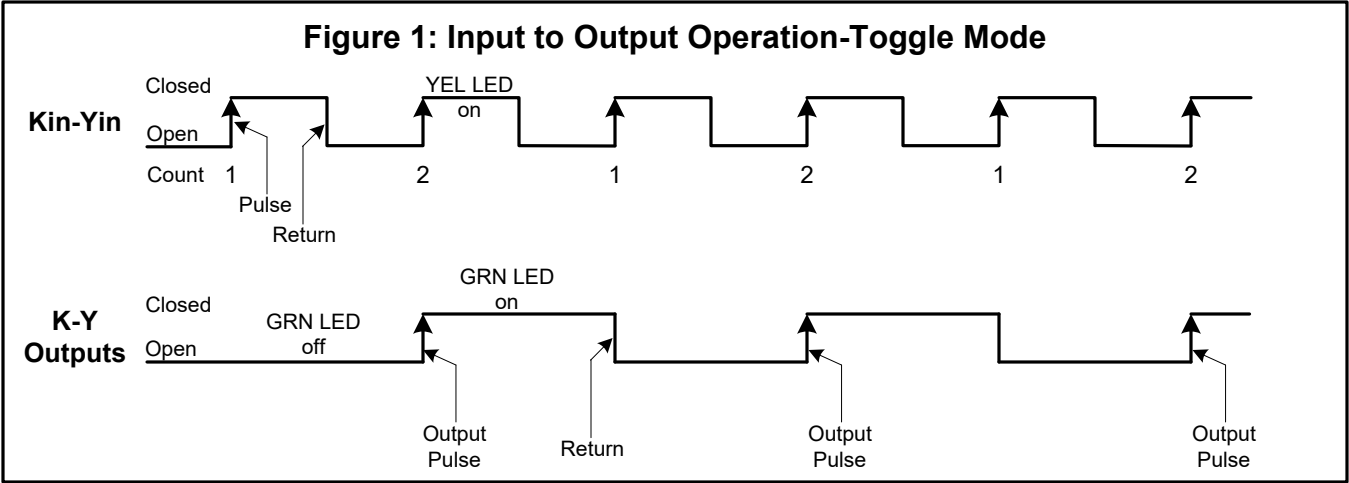 Figure 1: Input to Output Operation-Toggle Mode
Kin-Yin
Closed
Open
YEL LED
on
Count 1 2 1 2 1 2
Pulse
Return
K-Y
Outputs
Closed
Open
GRN LED
off
GRN LED
on
Output
Pulse
Return
Output
Pulse
Output
Pulse